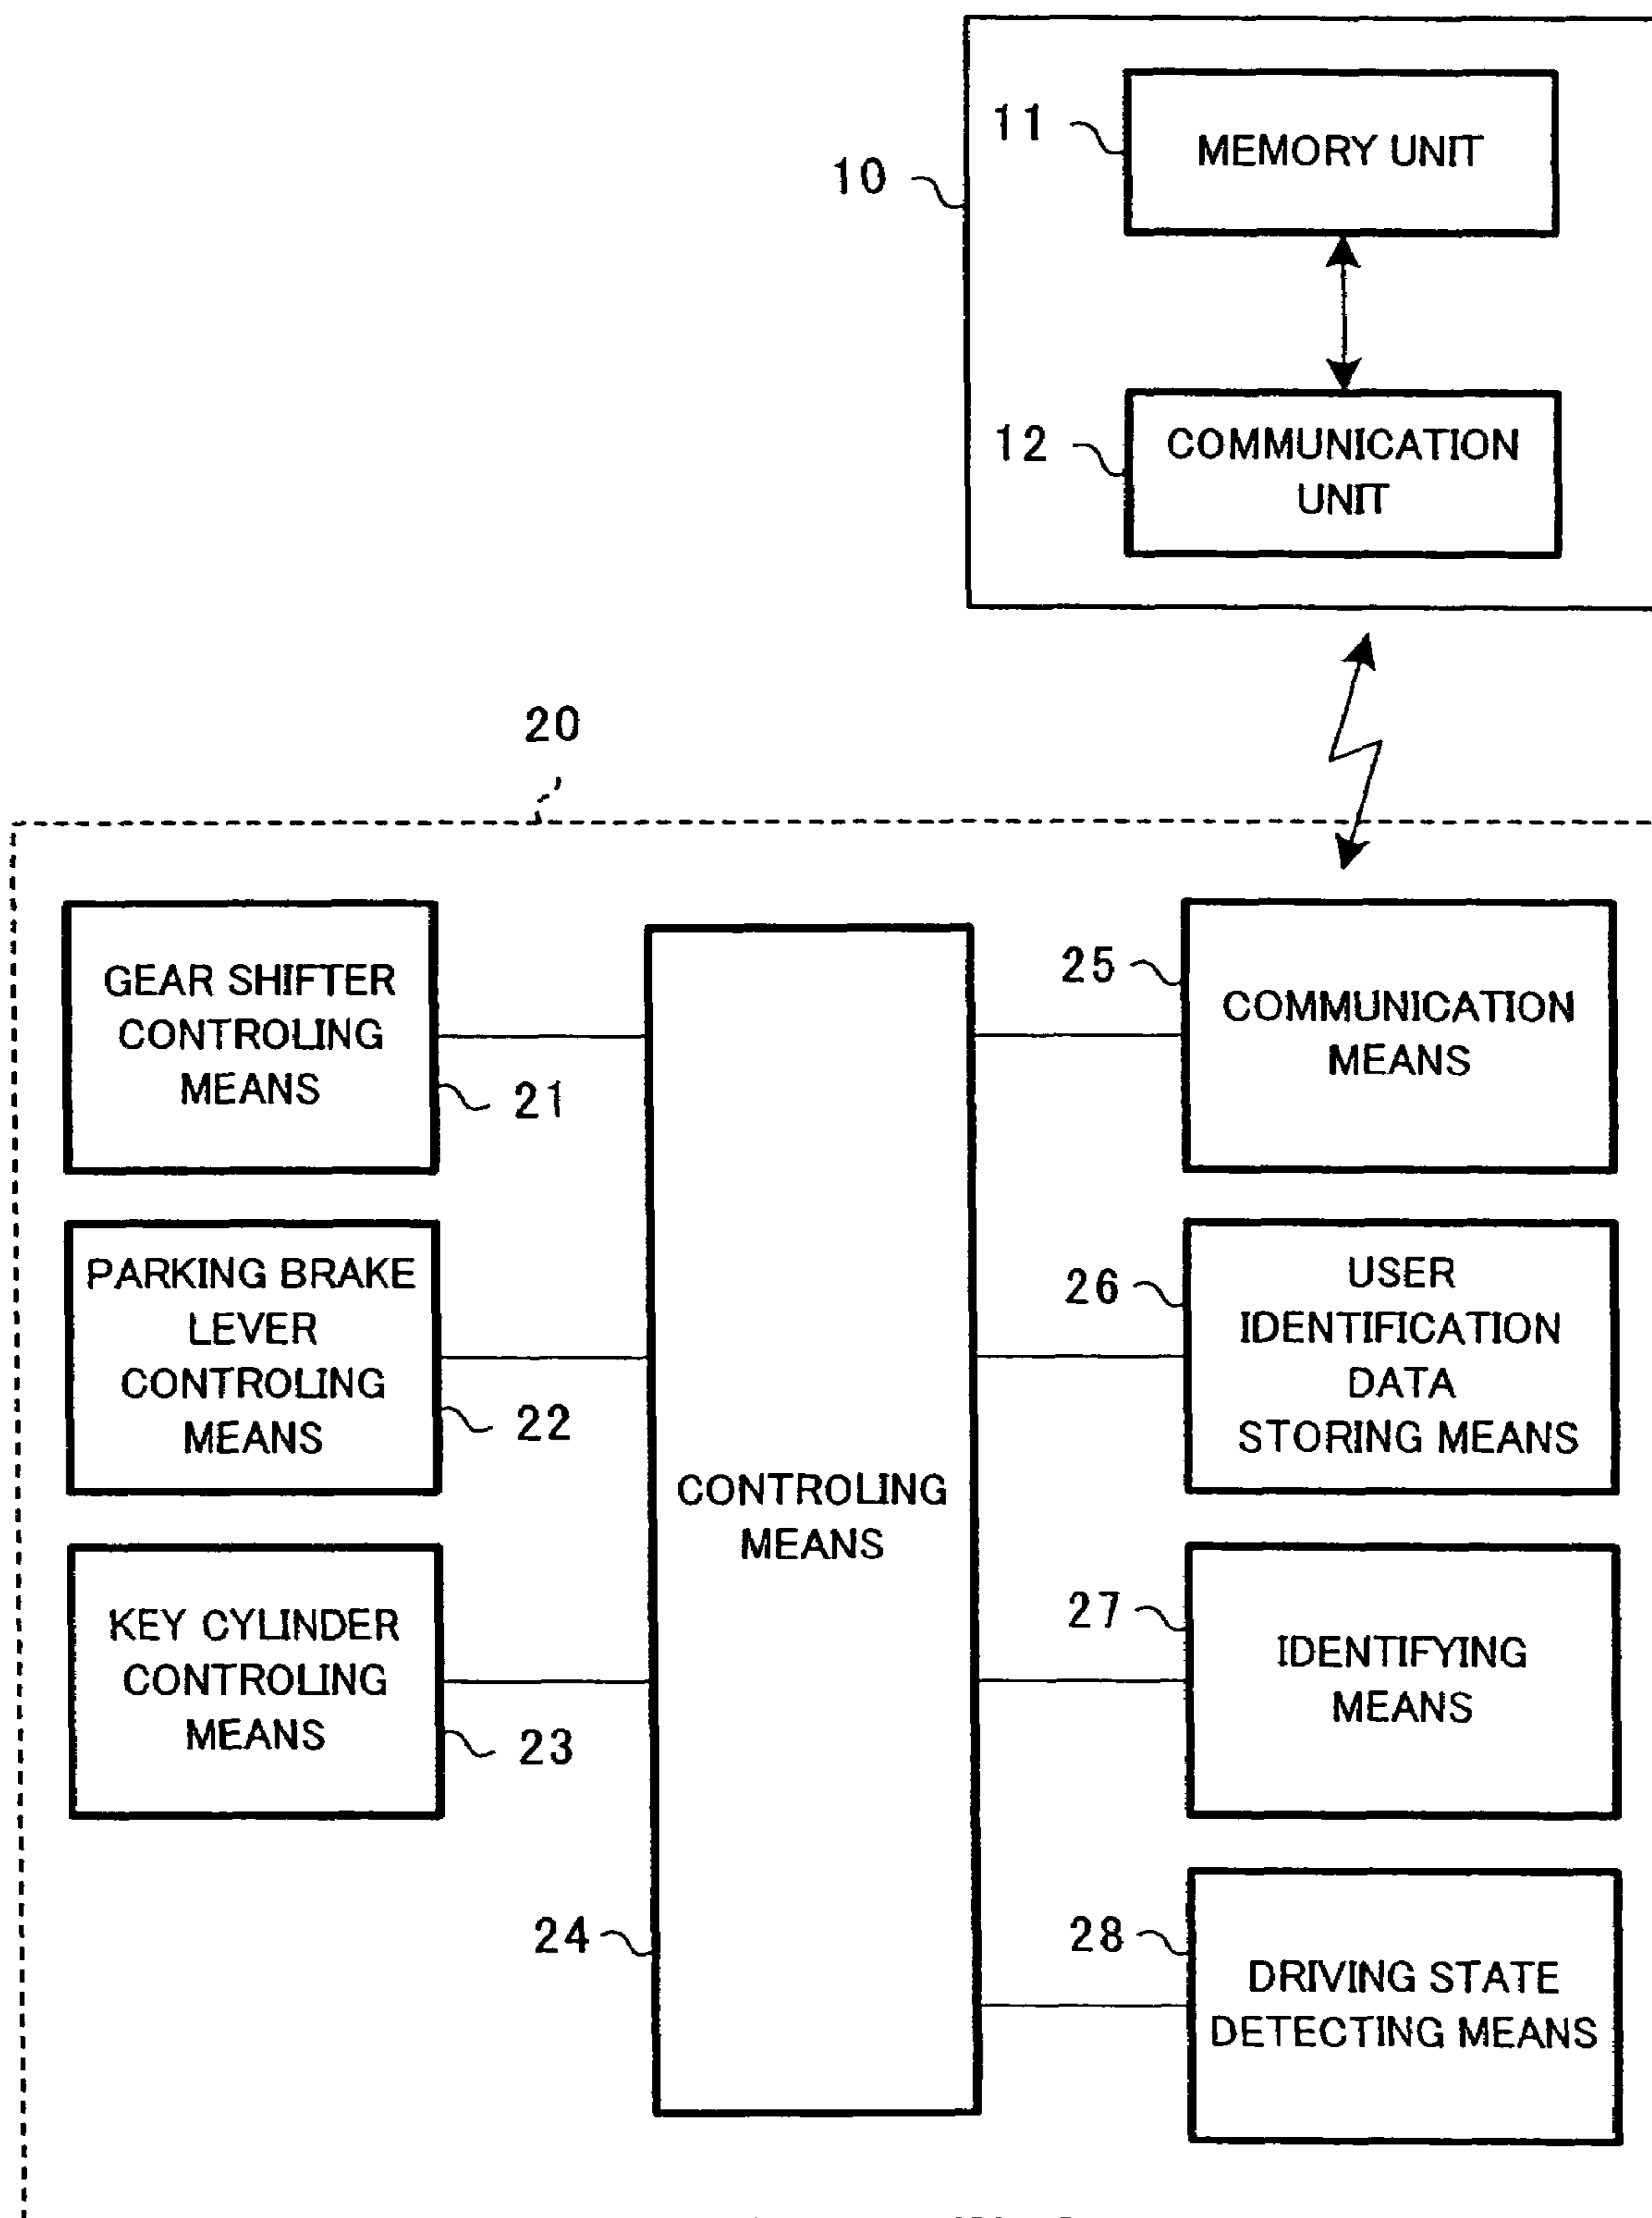 11
MEMORY UNIT
10
12
COMMUNICATION
UNIT
20
GEAR SHIFTER
CONTROLING
MEANS
21
25
COMMUNICATION
MEANS
PARKING BRAKE
LEVER
CONTROLING
MEANS
22
26
USER
IDENTIFICATION
DATA
STORING MEANS
CONTROLING
MEANS
KEY CYLINDER
CONTROLING
MEANS
23
27
IDENTIFYING
MEANS
24
28
DRIVING STATE
DETECTING MEANS